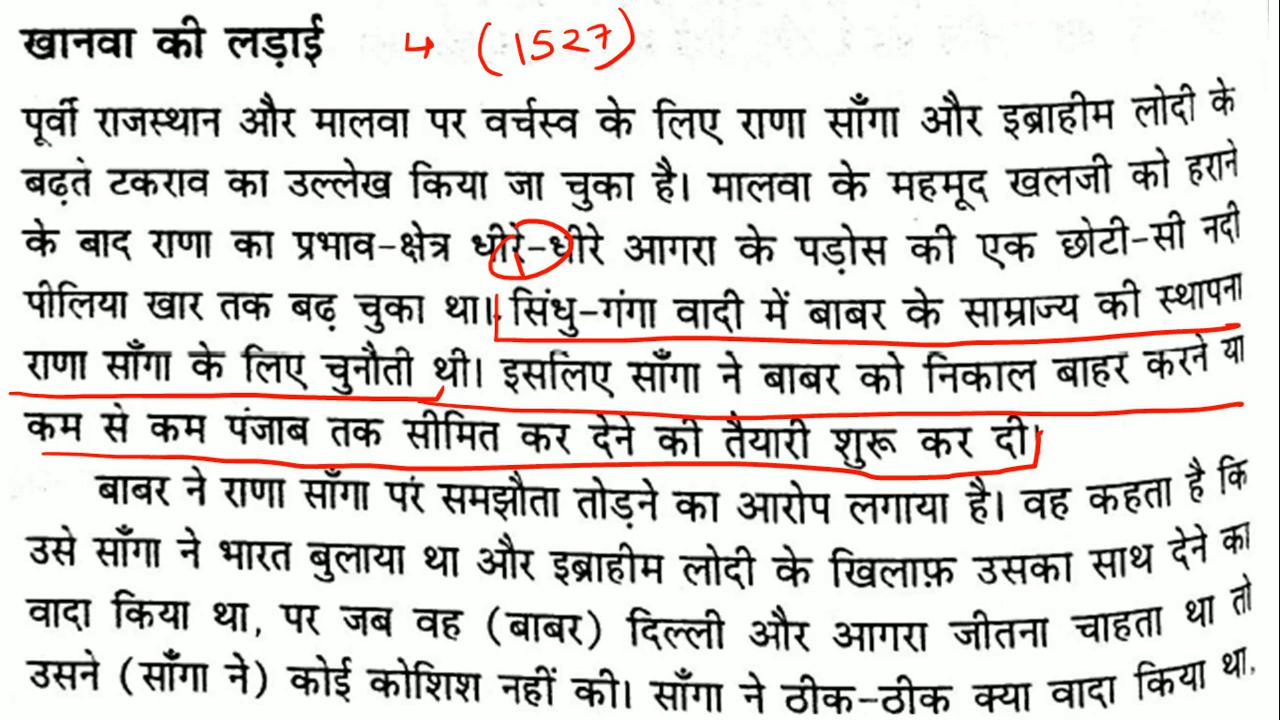 खानवा की लड़ाई ↳ (1527)
पूर्वी राजस्थान और मालवा पर वर्चस्व के लिए राणा साँगा और इब्राहीम लोदी के
बढ़ते टकराव का उल्लेख किया जा चुका है। मालवा के महमूद खलजी को हराने
के बाद राणा का प्रभाव-क्षेत्र धीरे-धीरे आगरा के पड़ोस की एक छोटी-सी नदी
पीलिया खार तक बढ़ चुका था। सिंधु-गंगा वादी में बाबर के साम्राज्य की स्थापना
राणा साँगा के लिए चुनौती थी। इसलिए साँगा ने बाबर को निकाल बाहर करने या
कम से कम पंजाब तक सीमित कर देने की तैयारी शुरू कर दी।
बाबर ने राणा साँगा पर समझौता तोड़ने का आरोप लगाया है। वह कहता है कि
उसे साँगा ने भारत बुलाया था और इब्राहीम लोदी के खिलाफ़ उसका साथ देने का
वादा किया था, पर जब वह (बाबर) दिल्ली और आगरा जीतना चाहता था तो
उसने (साँगा ने) कोई कोशिश नहीं की। साँगा ने ठीक-ठीक क्या वादा किया था,